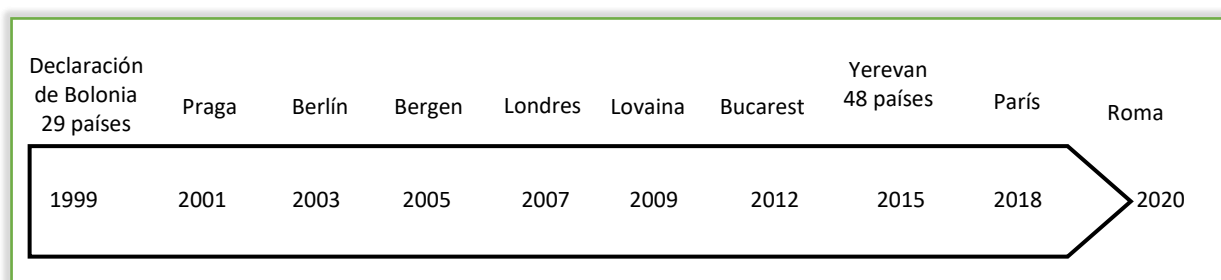 Declaración
de Bolonia
29 países
Praga
Berlín
Bergen
Londres
Lovaina
Bucarest
Yerevan
48 países
París
Roma
1999
2001
2003
2005
2007
2009
2012
2015
2018
2020